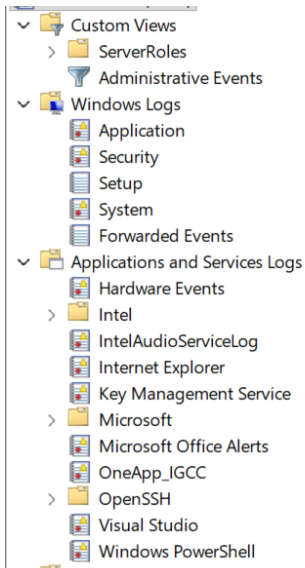 Custom Views
ServerRoles
Administrative Events
Windows Logs
Application
Security
Setup
System
Forwarded Events
Applications and Services Logs
Hardware Events
Intel
IntelAudioServiceLog
Internet Explorer
Key Management Service
Microsoft
Microsoft Office Alerts
OneApp_IGCC
OpenSSH
Visual Studio
Windows PowerShell